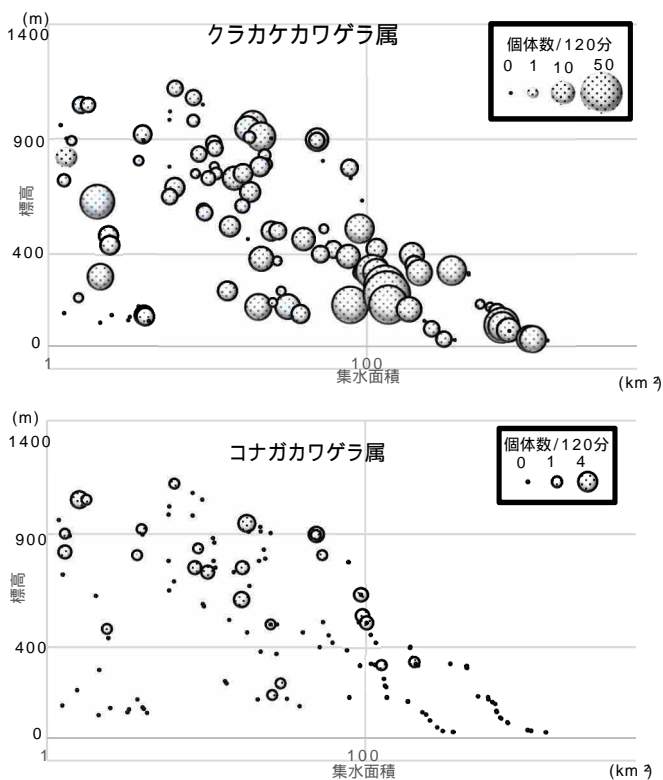 (m)
1400
クラカケカワゲラ属
個体数/120分
0 1 10 50
900
標高
400
0
1 100
集水面積
(km²)
(m)
1400
コナガカワゲラ属
個体数/120分
0 1 4
900
標高
400
0
1 100
集水面積
(km²)